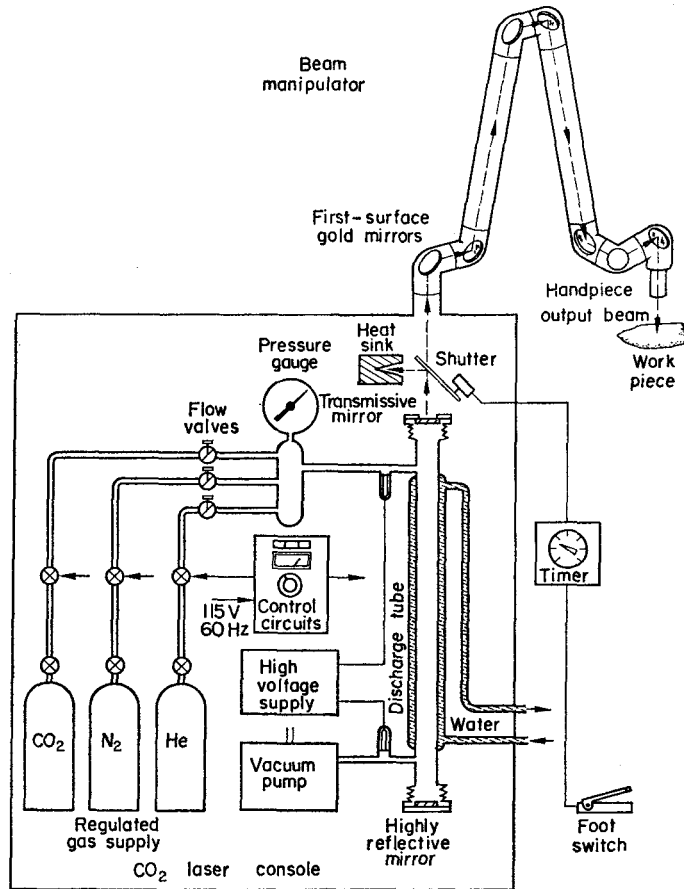 Beam
manipulator
First-surface
gold mirrors
Handpiece
output beam
Work
piece
Heat
sink
Shutter
Pressure
gauge
Transmissive
mirror
Flow
valves
Timer
115V
60Hz
Control
circuits
Discharge tube
High
voltage
supply
Water
CO2
N2
He
Vacuum
pump
Regulated
gas supply
Highly
reflective
mirror
Foot
switch
CO2 laser console